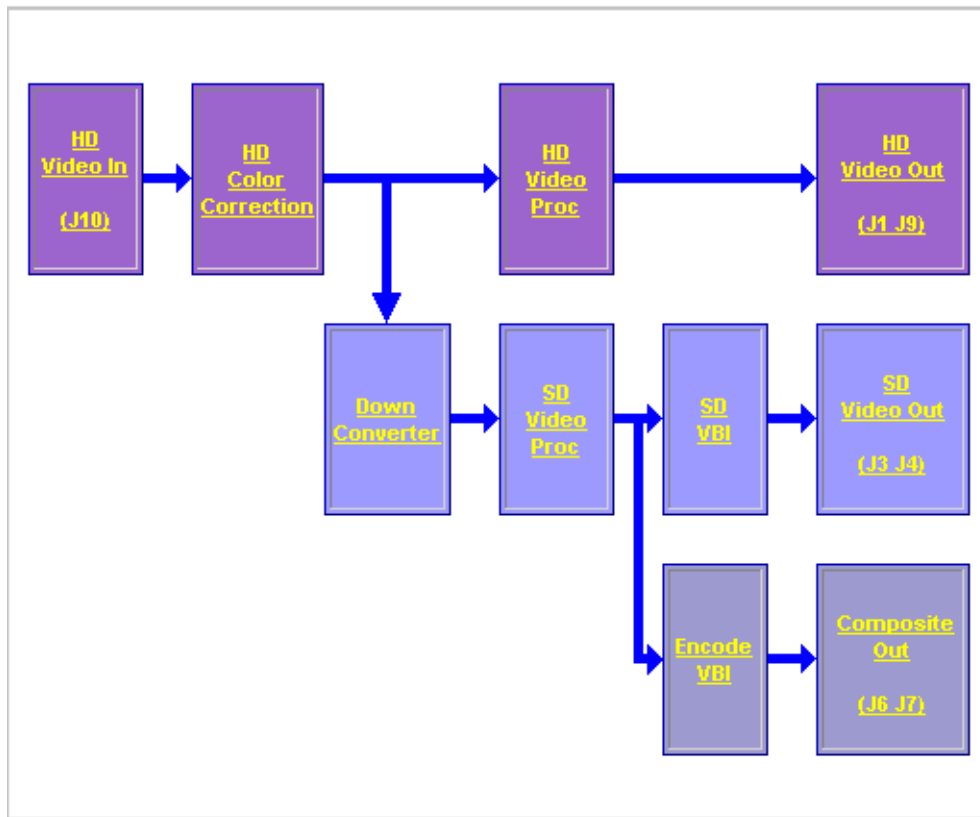 HD
Video In
(J10)
HD
Color
Correction
HD
Video
Proc
HD
Video Out
(J1 J9)
Down
Converter
SD
Video
Proc
SD
VBI
SD
Video Out
(J3 J4)
Encode
VBI
Composite
Out
(J6 J7)